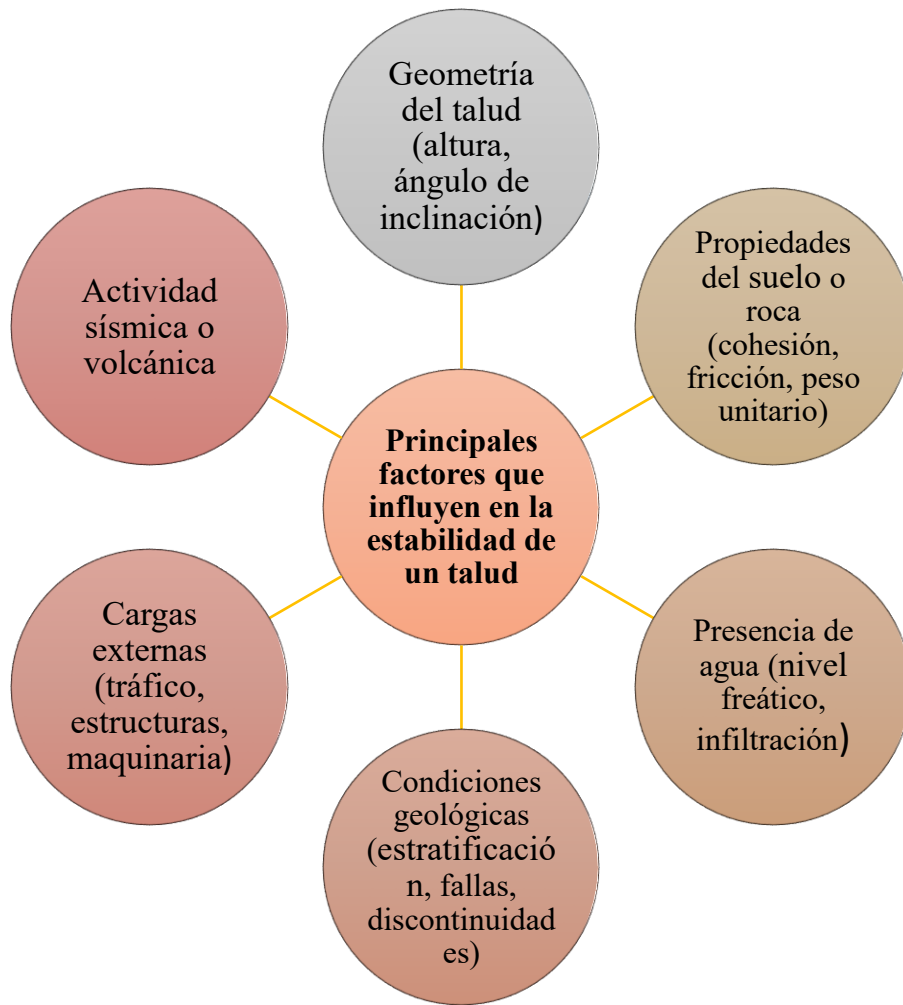 Geometría
del talud
(altura,
ángulo de
inclinación)
Propiedades
del suelo o
roca
(cohesión,
fricción, peso
unitario)
Presencia de
agua (nivel
freático,
infiltración)
Condiciones
geológicas
(estratificació
n, fallas,
discontinuidad
es)
Cargas
externas
(tráfico,
estructuras,
maquinaria)
Actividad
sísmica o
volcánica
Principales
factores que
influyen en la
estabilidad de
un talud